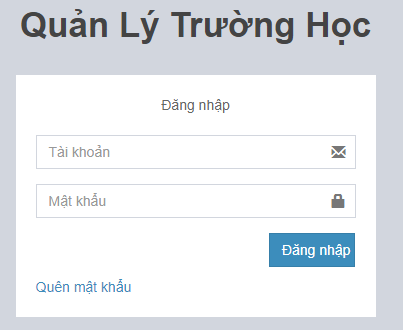 Quản Lý Trường Học
Đăng nhập
Tài khoản
Mật khẩu
Đăng nhập
Quên mật khẩu